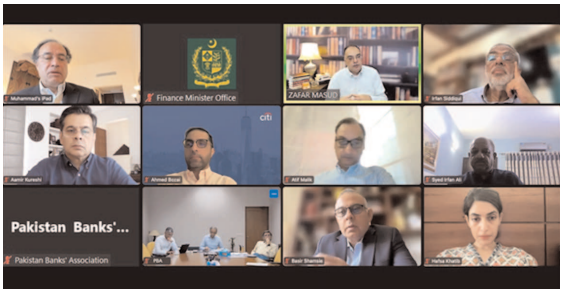 Muhammad's iPad
Finance Minister Office
ZAFAR MASUD
Irfan Siddiqui
Aamir Kureshi
citi
Ahmed Bozai
Atif Malik
Syed Irfan Ali
Pakistan Banks'...
Pakistan Banks' Association
PBA
Basir Shamsie
Hafsa Khatib